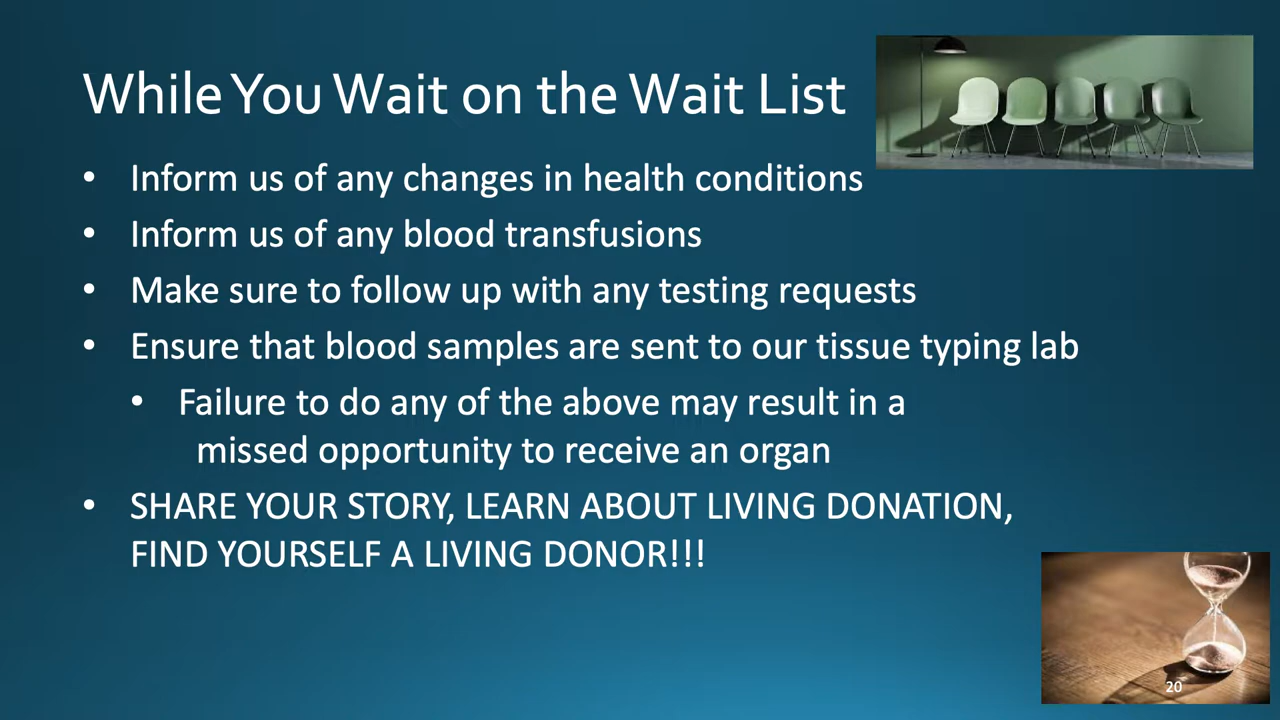 While You Wait on the Wait List
• Inform us of any changes in health conditions
• Inform us of any blood transfusions
• Make sure to follow up with any testing requests
• Ensure that blood samples are sent to our tissue typing lab
• Failure to do any of the above may result in a
missed opportunity to receive an organ
• SHARE YOUR STORY, LEARN ABOUT LIVING DONATION,
FIND YOURSELF A LIVING DONOR!!!
20